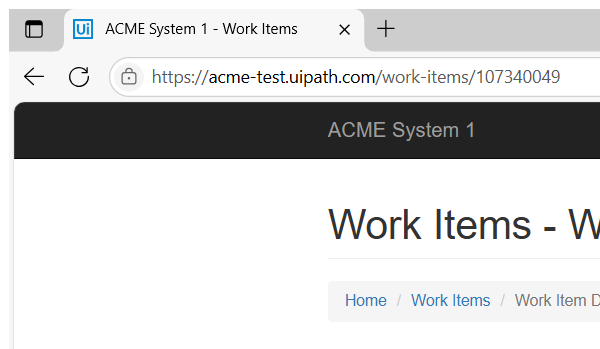 Ui ACME System 1 - Work Items
https://acme-test.uipath.com/work-items/107340049
ACME System 1
Work Items - W
Home / Work Items / Work Item D